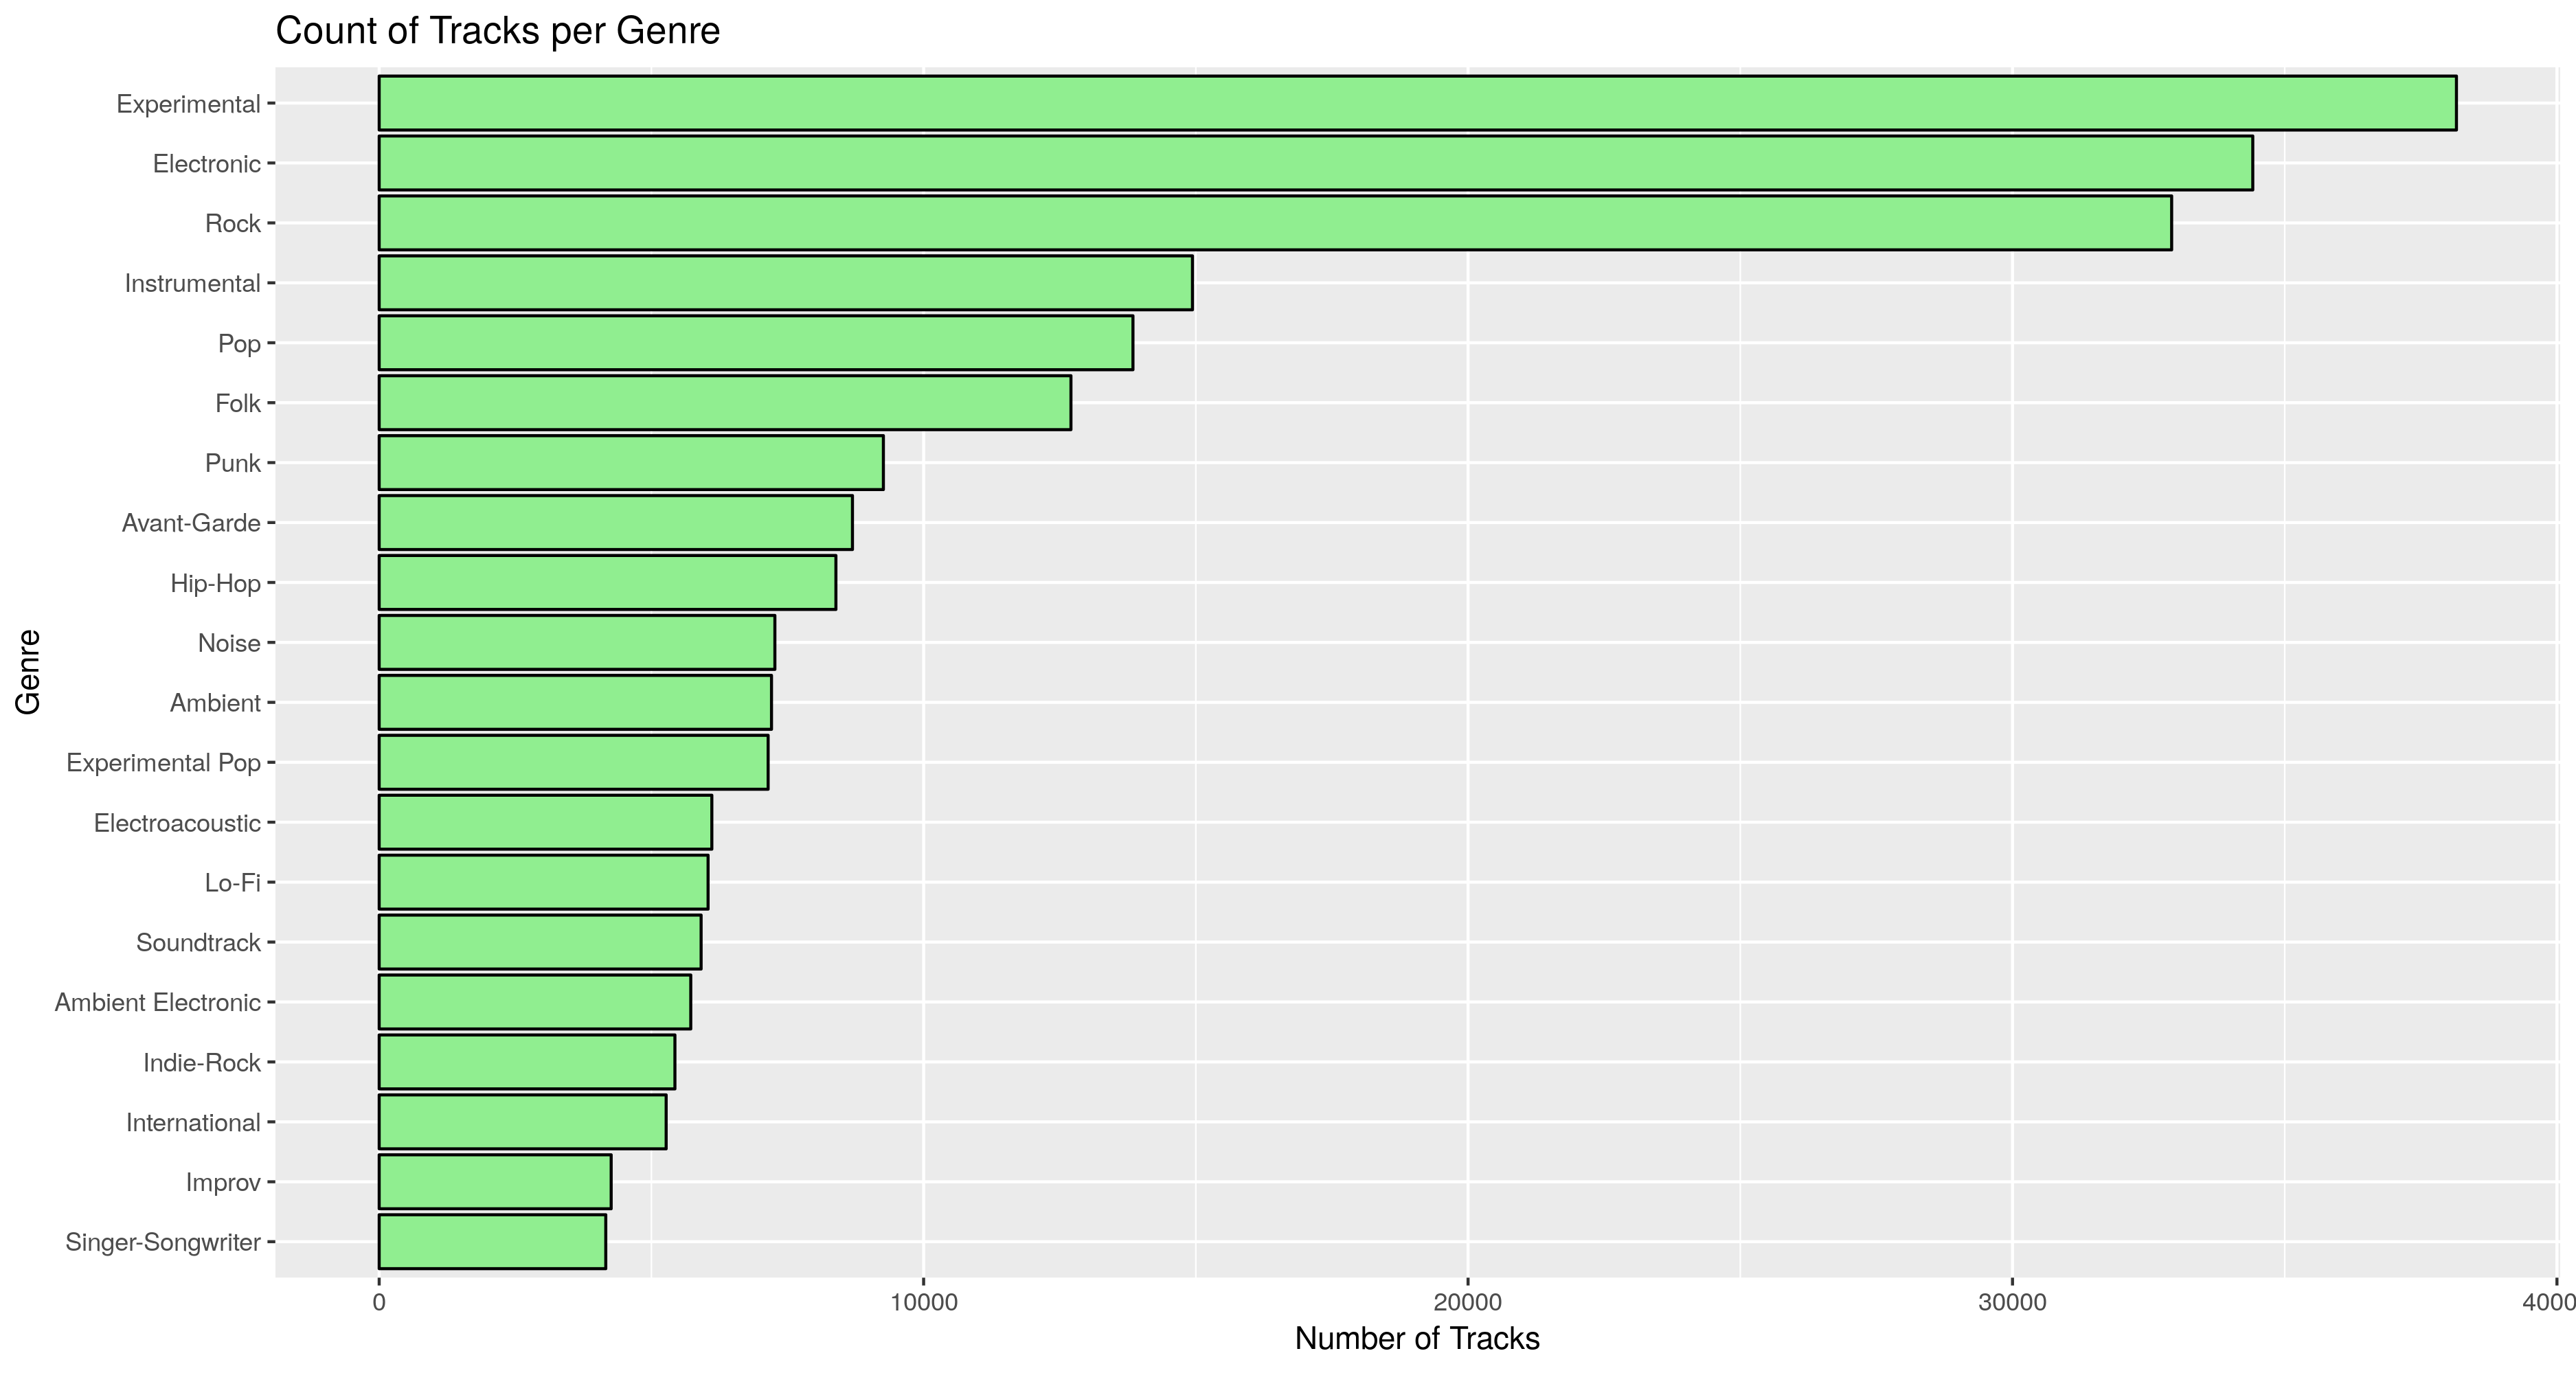 Count of Tracks per Genre
Experimental
Electronic
Rock
Instrumental
Pop
Folk
Punk
Avant-Garde
Hip-Hop
Noise
Ambient
Experimental Pop
Electroacoustic
Lo-Fi
Soundtrack
Ambient Electronic
Indie-Rock
International
Improv
Singer-Songwriter
Genre
0 10000 20000 30000 4000
Number of Tracks